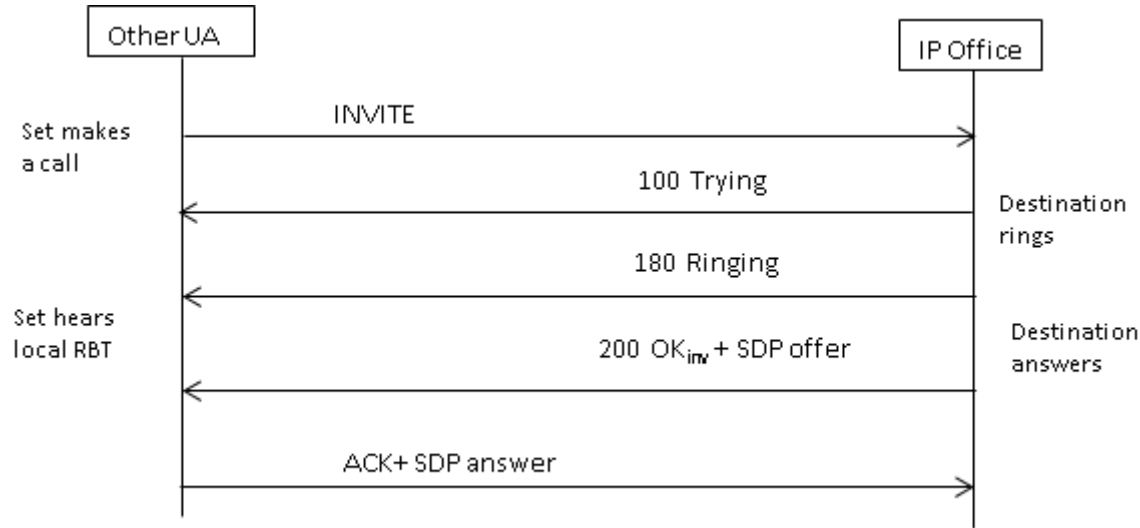 Other UA
IP Office
INVITE
Set makes
a call
100 Trying
Destination
rings
180 Ringing
Set hears
local RBT
200 OKinv + SDP offer
Destination
answers
ACK+ SDP answer